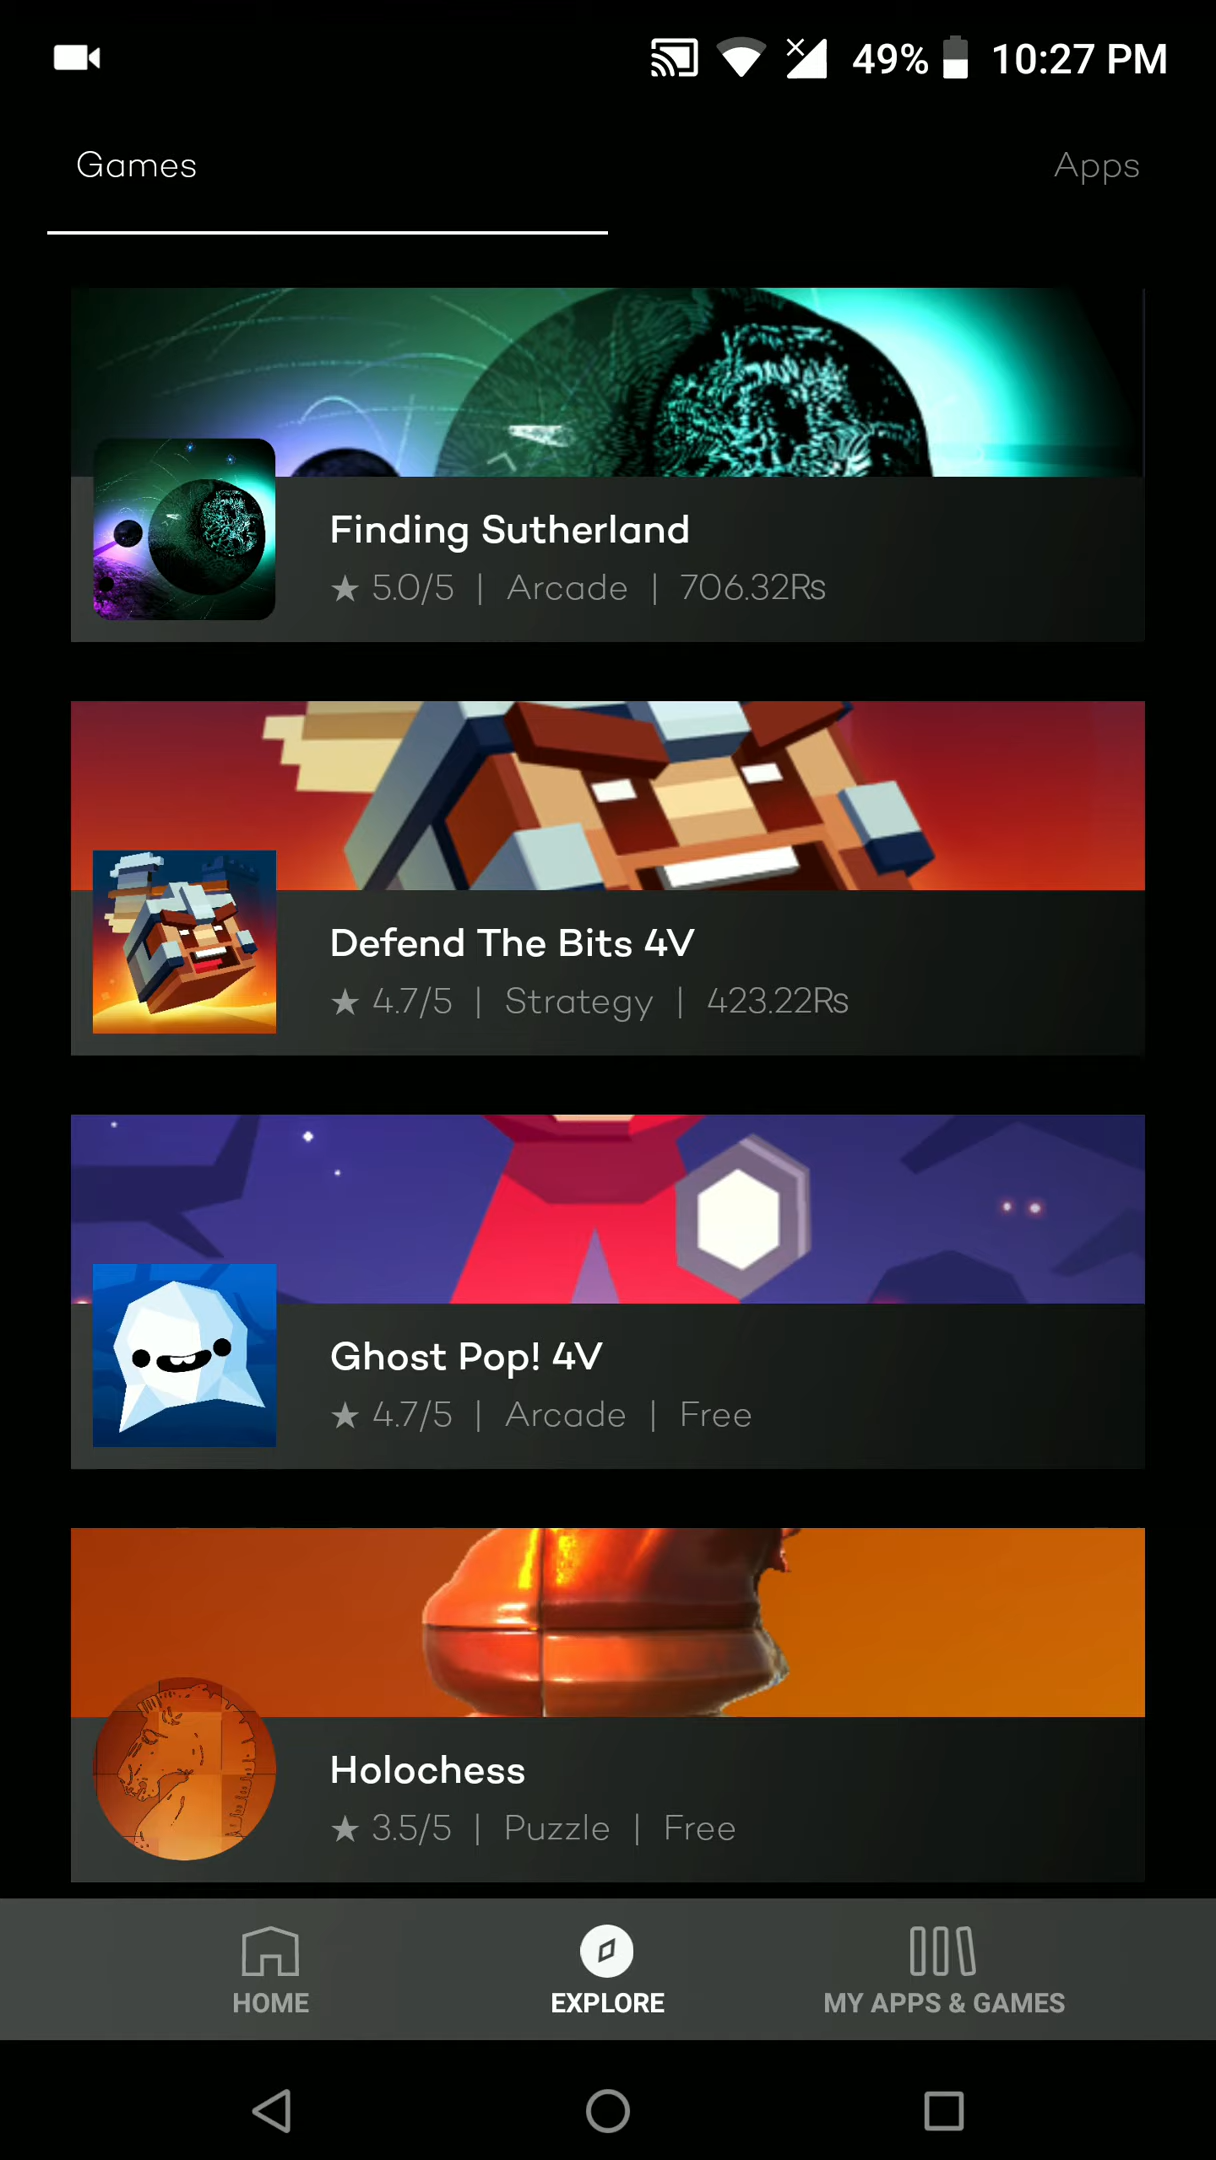 49% 10:27 PM
Games Apps
Finding Sutherland
★ 5.0/5 | Arcade | 706.32Rs
Defend The Bits 4V
★ 4.7/5 | Strategy | 423.22Rs
Ghost Pop! 4V
★ 4.7/5 | Arcade | Free
Holochess
★ 3.5/5 | Puzzle | Free
HOME EXPLORE MY APPS & GAMES